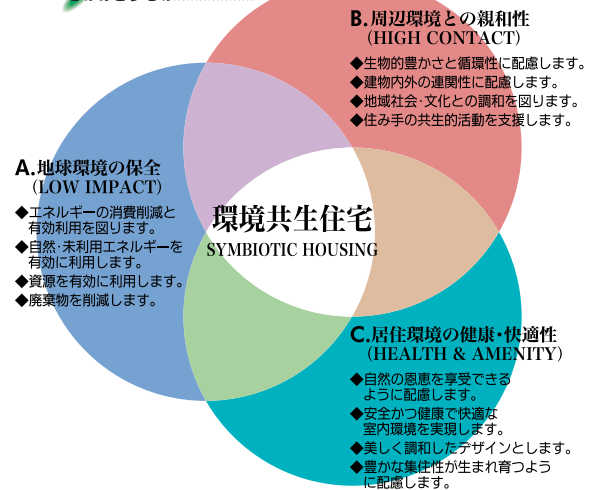 B.周辺環境との親和性
(HIGH CONTACT)
◆生物的豊かさと循環性に配慮します。
◆建物内外の連関性に配慮します。
◆地域社会・文化との調和を図ります。
◆住み手の共生的活動を支援します。
A.地球環境の保全
(LOW IMPACT)
◆エネルギーの消費削減と
有効利用を図ります。
◆自然・未利用エネルギーを
有効に利用します。
◆資源を有効に利用します。
◆廃棄物を削減します。
環境共生住宅
SYMBIOTIC HOUSING
C.居住環境の健康・快適性
(HEALTH & AMENITY)
◆自然の恩恵を享受できる
ように配慮します。
◆安全かつ健康で快適な
室内環境を実現します。
◆美しく調和したデザインとします。
◆豊かな集住性が生まれ育つよう
に配慮します。